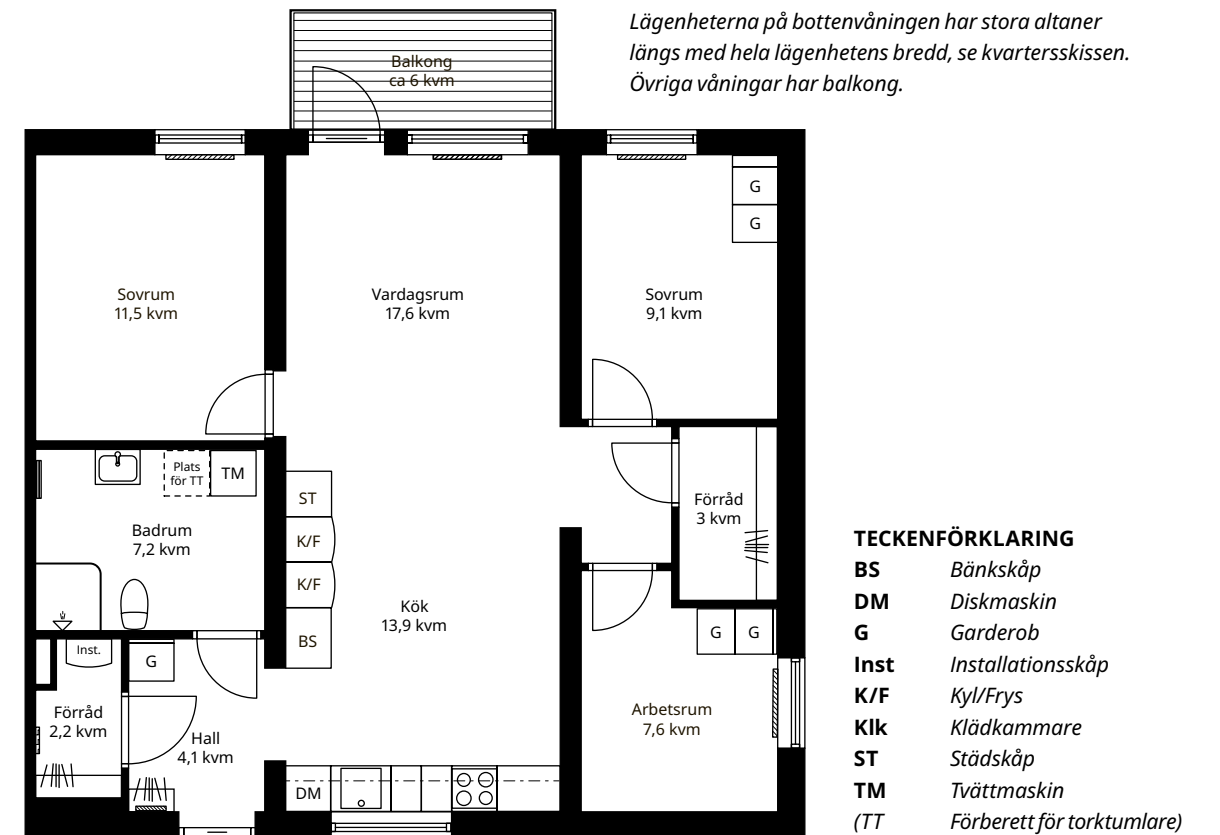 Lägenheterna på bottenvåningen har stora altaner
längs med hela lägenhetens bredd, se kvartersskissen.
Övriga våningar har balkong.
Balkong
ca 6 kvm
G
G
Sovrum
11,5 kvm
Vardagsrum
17,6 kvm
Sovrum
9,1 kvm
Plats
för TT
TM
ST
Badrum
7,2 kvm
K/F
K/F
BS
Förråd
3 kvm
Kök
13,9 kvm
Inst.
G
G
G
Förråd
2,2 kvm
Hall
4,1 kvm
Arbetsrum
7,6 kvm
DM
TECKENFÖRKLARING
BS Bänkskåp
DM Diskmaskin
G Garderob
Inst Installationsskåp
K/F Kyl/Frys
Klk Klädkammare
ST Städskåp
TM Tvättmaskin
(TT Förberett för torktumlare)